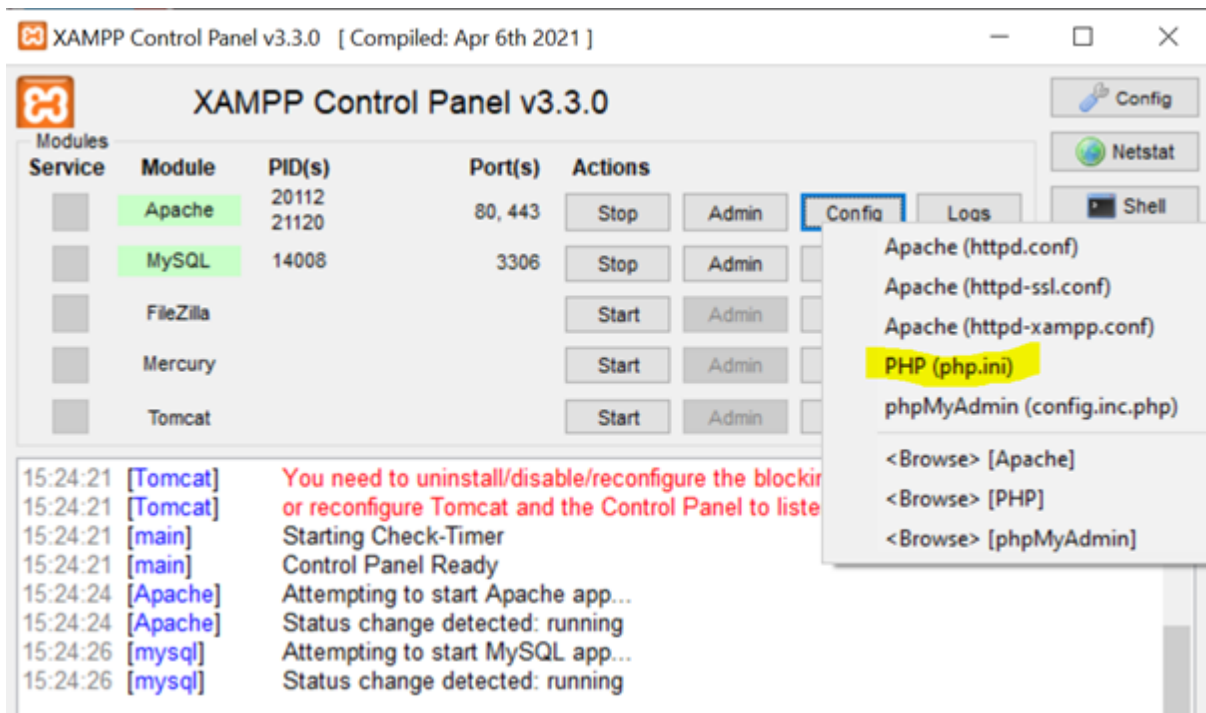 XAMPP Control Panel v3.3.0 [ Compiled: Apr 6th 2021 ]
XAMPP Control Panel v3.3.0
Config
Netstat
Shell
Modules
Service Module PID(s) Port(s) Actions
Apache 20112 21120 80, 443 Stop Admin Config Logs
MySQL 14008 3306 Stop Admin
FileZilla Start Admin
Mercury Start Admin
Tomcat Start Admin
Apache (httpd.conf)
Apache (httpd-ssl.conf)
Apache (httpd-xampp.conf)
PHP (php.ini)
phpMyAdmin (config.inc.php)
<Browse> [Apache]
<Browse> [PHP]
<Browse> [phpMyAdmin]
15:24:21 [Tomcat] You need to uninstall/disable/reconfigure the
15:24:21 [Tomcat] or reconfigure Tomcat and the Control Panel to
15:24:21 [main] Starting Check-Timer
15:24:21 [main] Control Panel Ready
15:24:24 [Apache] Attempting to start Apache app...
15:24:24 [Apache] Status change detected: running
15:24:26 [mysql] Attempting to start MySQL app...
15:24:26 [mysql] Status change detected: running